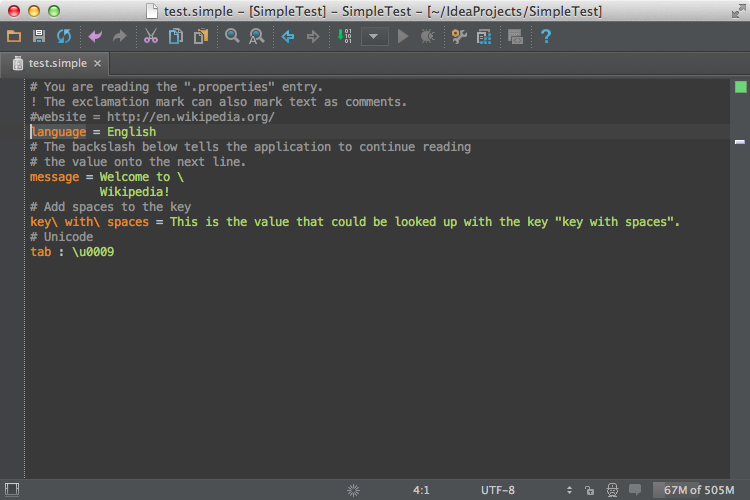 test.simple – [SimpleTest] – SimpleTest – [~/IdeaProjects/SimpleTest]
test.simple
# You are reading the ".properties" entry.
! The exclamation mark can also mark text as comments.
#website = http://en.wikipedia.org/
language = English
# The backslash below tells the application to continue reading
# the value onto the next line.
message = Welcome to \
Wikipedia!
# Add spaces to the key
key\ with\ spaces = This is the value that could be looked up with the key "key with spaces".
# Unicode
tab : \u0009
4:1 UTF-8 67M of 505M